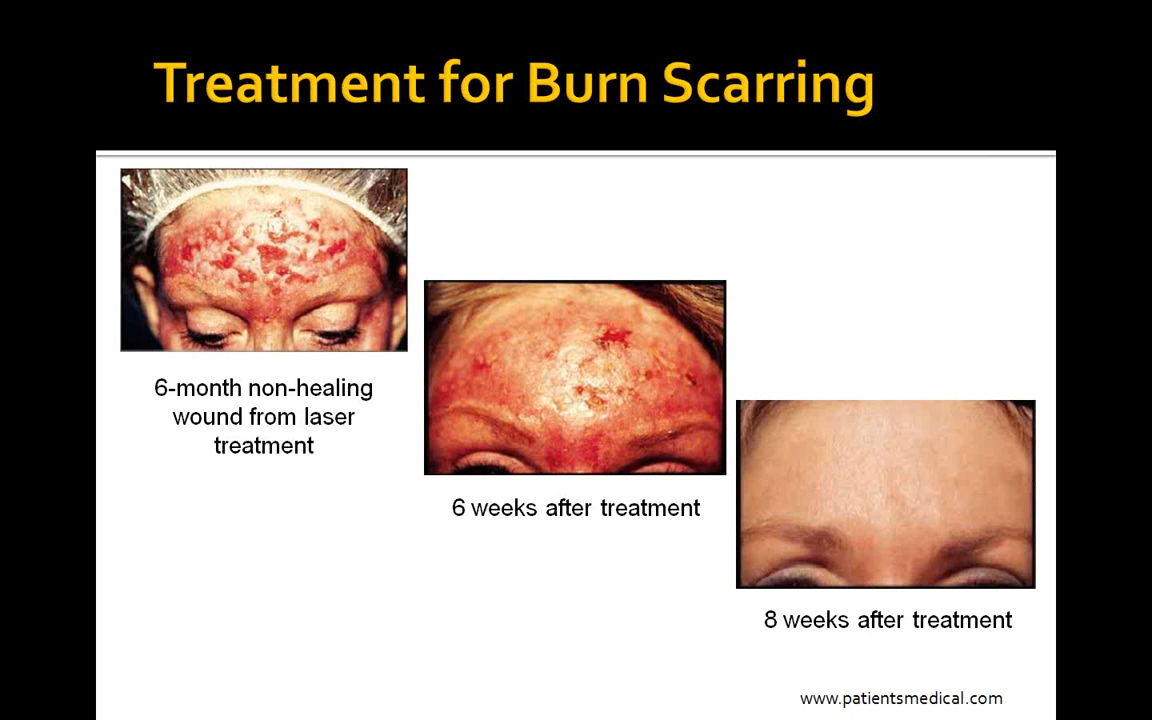 Treatment for Burn Scarring
6-month non-healing
wound from laser
treatment
6 weeks after treatment
8 weeks after treatment
www.patientsmedical.com